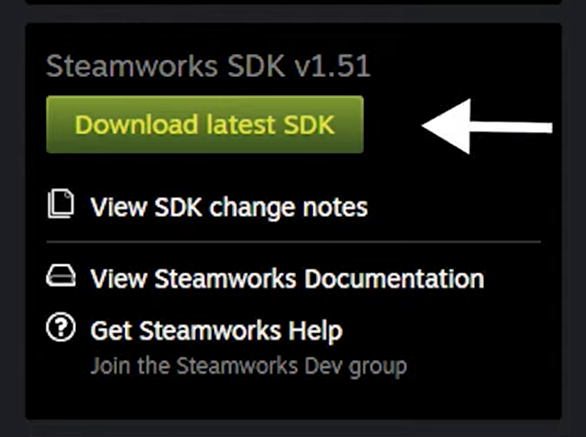 Steamworks SDK v1.51
Download latest SDK
View SDK change notes
View Steamworks Documentation
Get Steamworks Help
Join the Steamworks Dev group